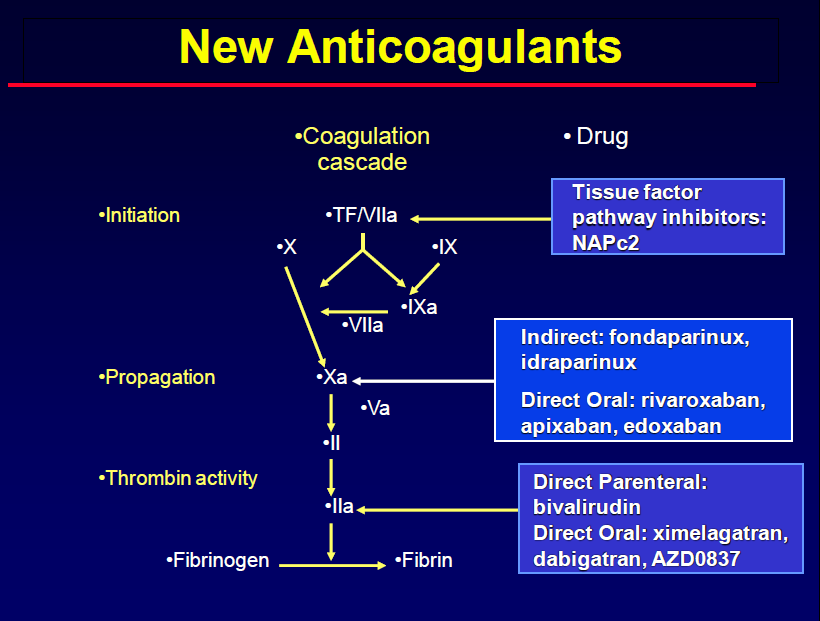 New Anticoagulants
•Coagulation
cascade
• Drug
•Initiation
•TF/VIIa
Tissue factor
pathway inhibitors:
NAPc2
•X
•IX
•IXa
•VIIa
Indirect: fondaparinux,
idraparinux
Direct Oral: rivaroxaban,
apixaban, edoxaban
•Propagation
•Xa
•Va
•II
•Thrombin activity
•IIa
Direct Parenteral:
bivalirudin
Direct Oral: ximelagatran,
dabigatran, AZD0837
•Fibrinogen
•Fibrin